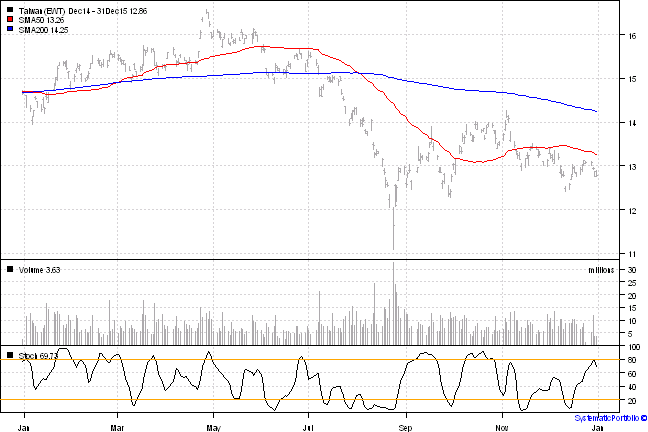 Taiwan (EWT) Dec14 - 31Dec15 12.86
SMA50 13.26
SMA200 14.25
16
15
14
13
12
11
Volume 3.63
millions
30
25
20
15
10
5
Stoch 69.73
100
80
60
40
20
Jan Mar May Jul Sep Nov Jan
SystematicPortfolio ©